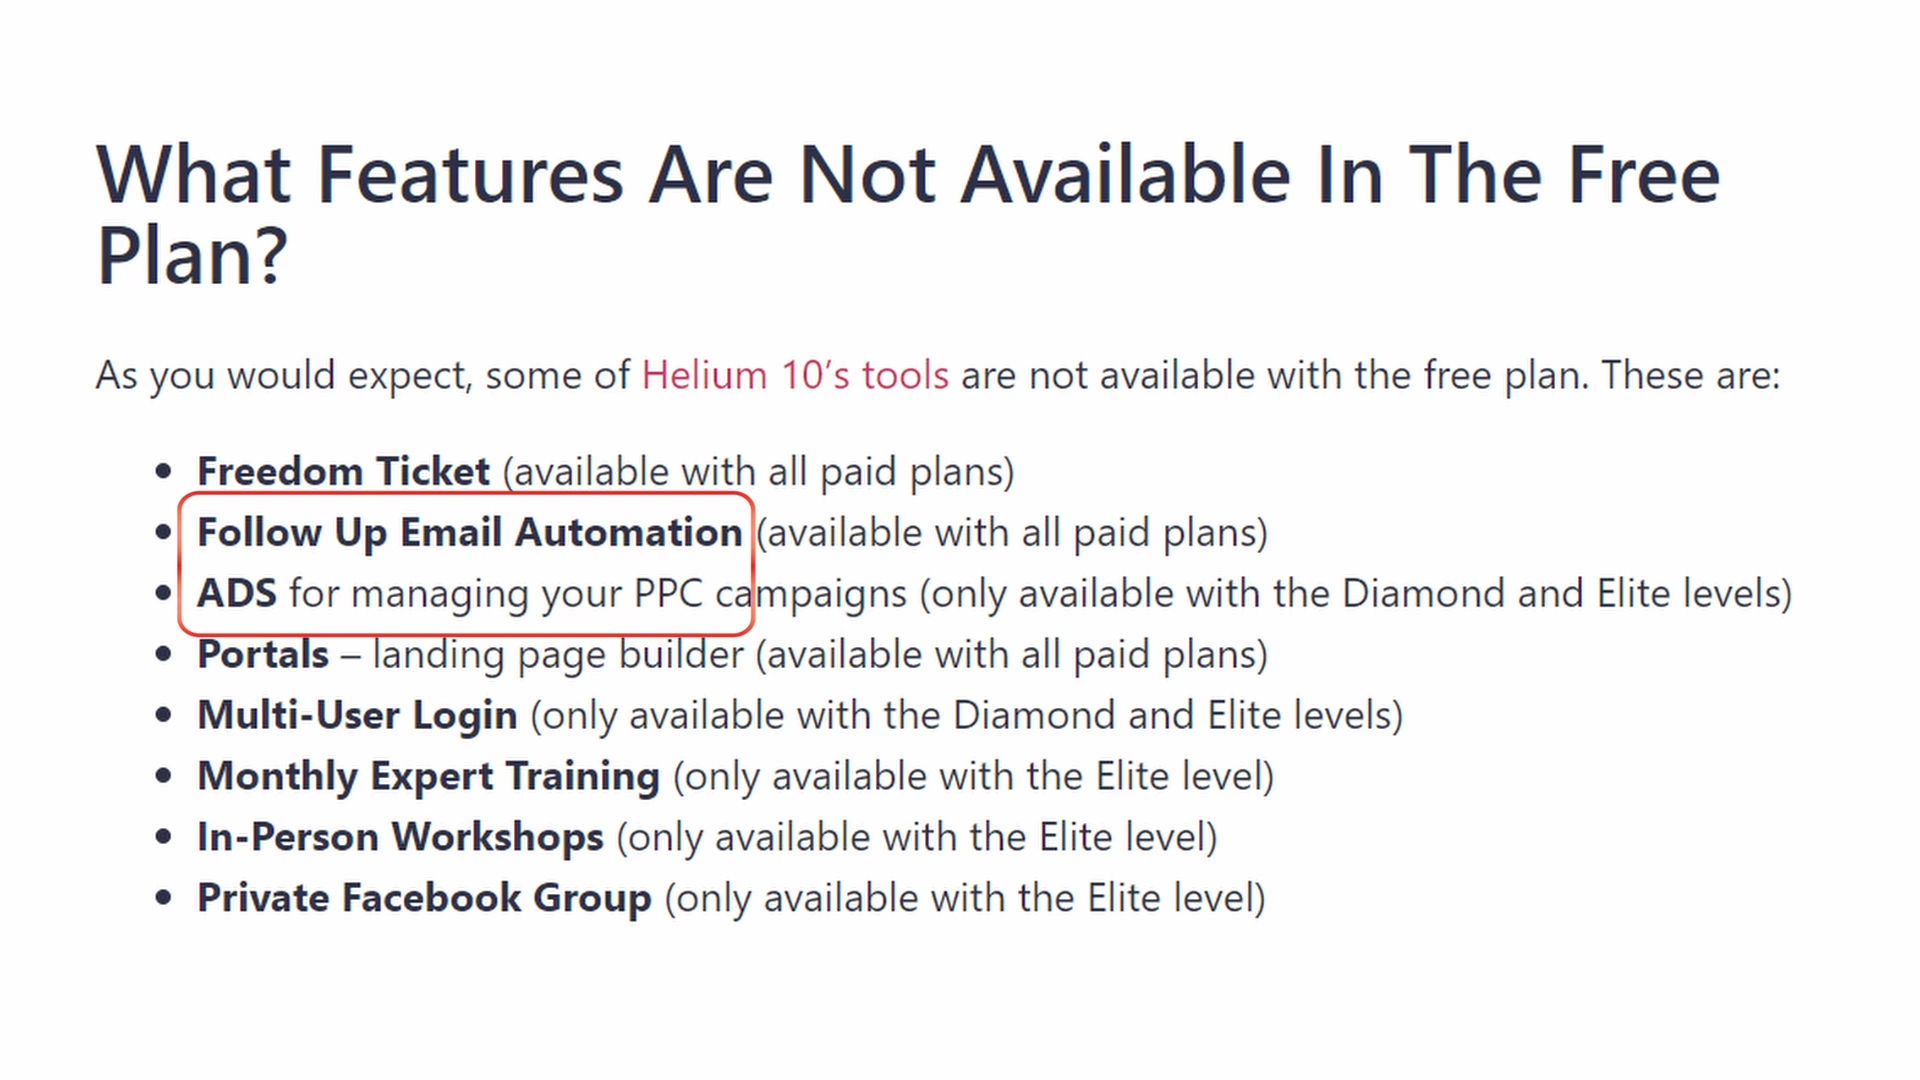 What Features Are Not Available In The Free
Plan?
As you would expect, some of Helium 10’s tools are not available with the free plan. These are:
• Freedom Ticket (available with all paid plans)
• Follow Up Email Automation (available with all paid plans)
• ADS for managing your PPC campaigns (only available with the Diamond and Elite levels)
• Portals – landing page builder (available with all paid plans)
• Multi-User Login (only available with the Diamond and Elite levels)
• Monthly Expert Training (only available with the Elite level)
• In-Person Workshops (only available with the Elite level)
• Private Facebook Group (only available with the Elite level)